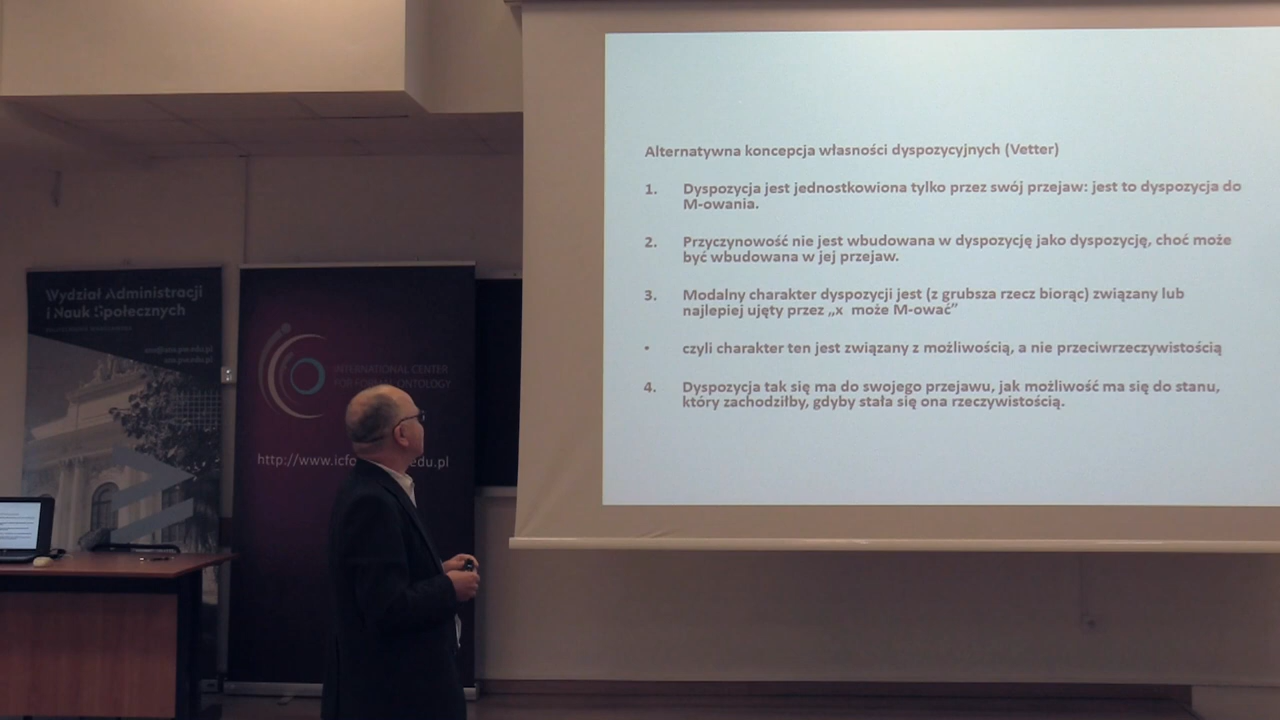 Alternatywna koncepcja własności dyspozycyjnych (Vetter)
1. Dyspozycja jest jednostkowiona tylko przez swój przejaw: jest to dyspozycja do
M-owania.
2. Przyczynowość nie jest wbudowana w dyspozycję jako dyspozycję, choć może
być wbudowana w jej przejaw.
3. Modalny charakter dyspozycji jest (z grubsza rzecz biorąc) związany lub
najlepiej ujęty przez „x może M-ować”
• czyli charakter ten jest związany z możliwością, a nie przeciwrzeczywistością
4. Dyspozycja tak się ma do swojego przejawu, jak możliwość ma się do stanu,
który zachodziłby, gdyby stała się ona rzeczywistością.
Wydział Administracji
i Nauk Społecznych
INTERNATIONAL CENTER
FOR FORMAL ONTOLOGY
http://www.icfo edu.pl